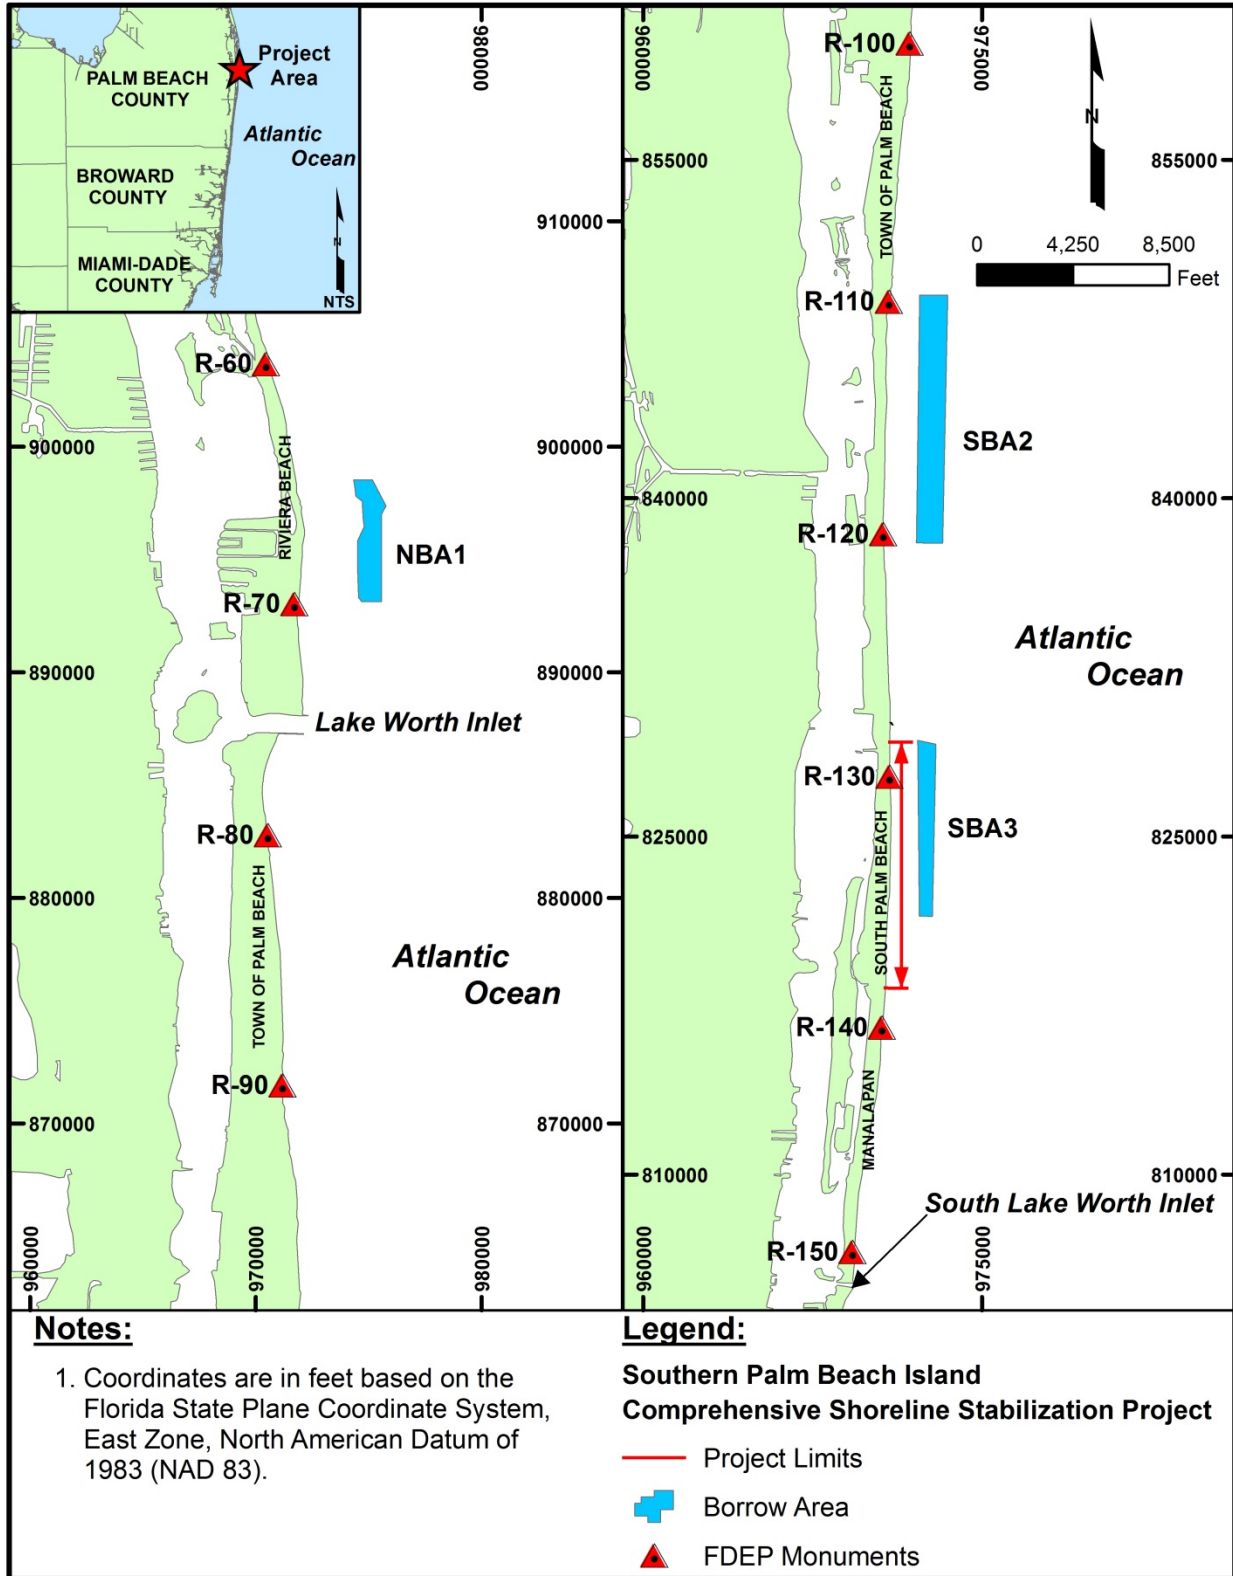 PALM BEACH
COUNTY
Project
Area
Atlantic
Ocean
BROWARD
COUNTY
MIAMI-DADE
COUNTY
N
NTS
980000
R-60
900000
RIVIERA BEACH
NBA1
R-70
890000
Lake Worth Inlet
R-80
880000
TOWN OF PALM BEACH
Atlantic
Ocean
R-90
870000
960000
970000
980000
960000
975000
R-100
N
855000
855000
910000
TOWN OF PALM BEACH
0 4,250 8,500
Feet
R-110
900000
SBA2
840000
840000
R-120
Atlantic
Ocean
890000
R-130
SBA3
825000
825000
SOUTH PALM BEACH
880000
R-140
MANALAPAN
870000
810000
810000
South Lake Worth Inlet
R-150
960000
975000
Notes:
1. Coordinates are in feet based on the
Florida State Plane Coordinate System,
East Zone, North American Datum of
1983 (NAD 83).
Legend:
Southern Palm Beach Island
Comprehensive Shoreline Stabilization Project
Project Limits
Borrow Area
FDEP Monuments